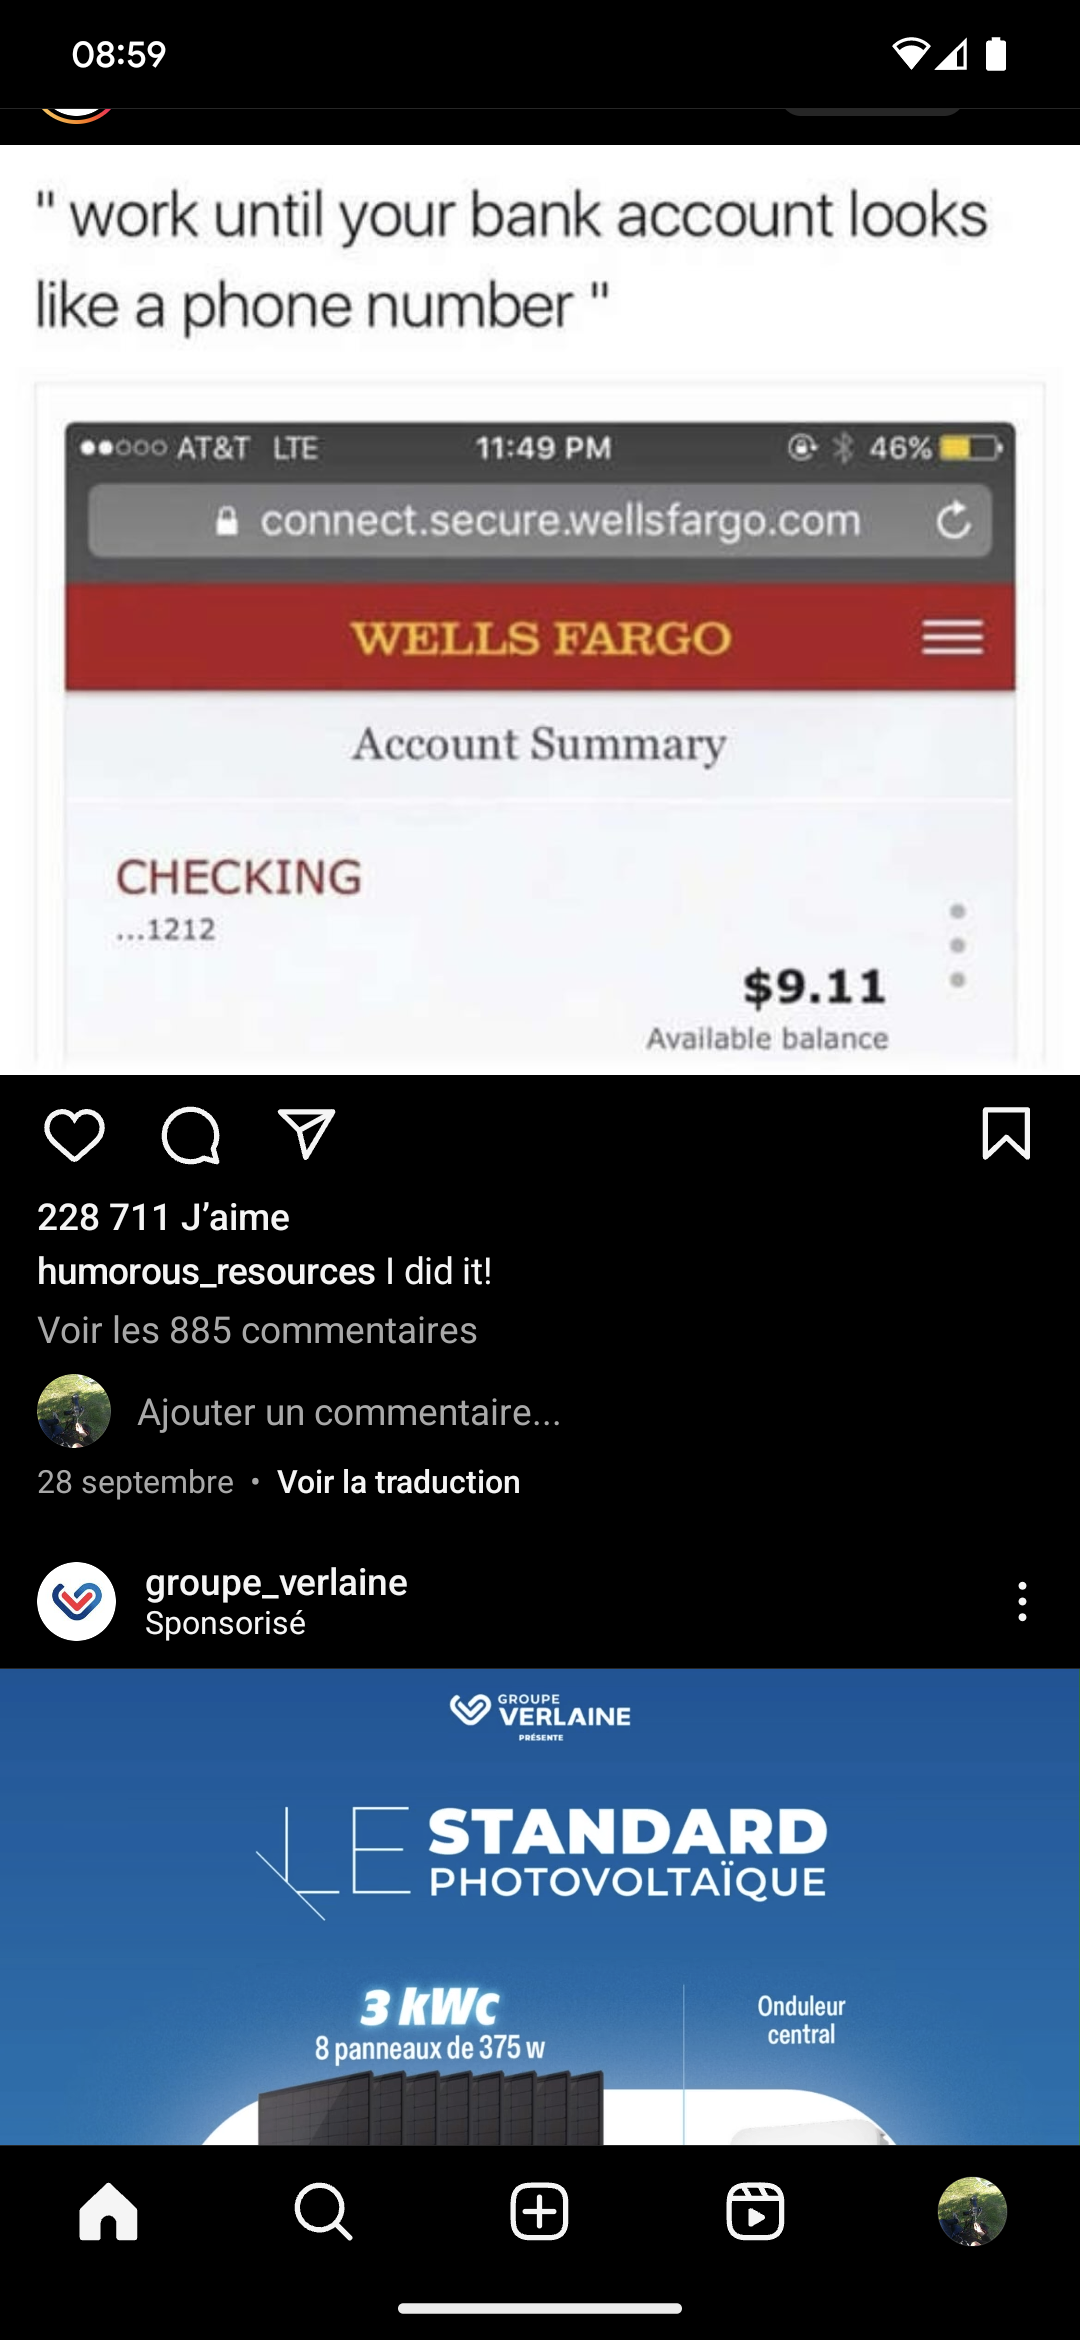 08:59
" work until your bank account looks
like a phone number "
AT&T LTE 11:49 PM 46%
connect.secure.wellsfargo.com
WELLS FARGO
Account Summary
CHECKING
...1212
$9.11
Available balance
228 711 J’aime
humorous_resources I did it!
Voir les 885 commentaires
Ajouter un commentaire...
28 septembre • Voir la traduction
groupe_verlaine
Sponsorisé
GROUPE
VERLAINE
PRÉSENTE
LE STANDARD
PHOTOVOLTAÏQUE
3 kWc
8 panneaux de 375 w
Onduleur
central